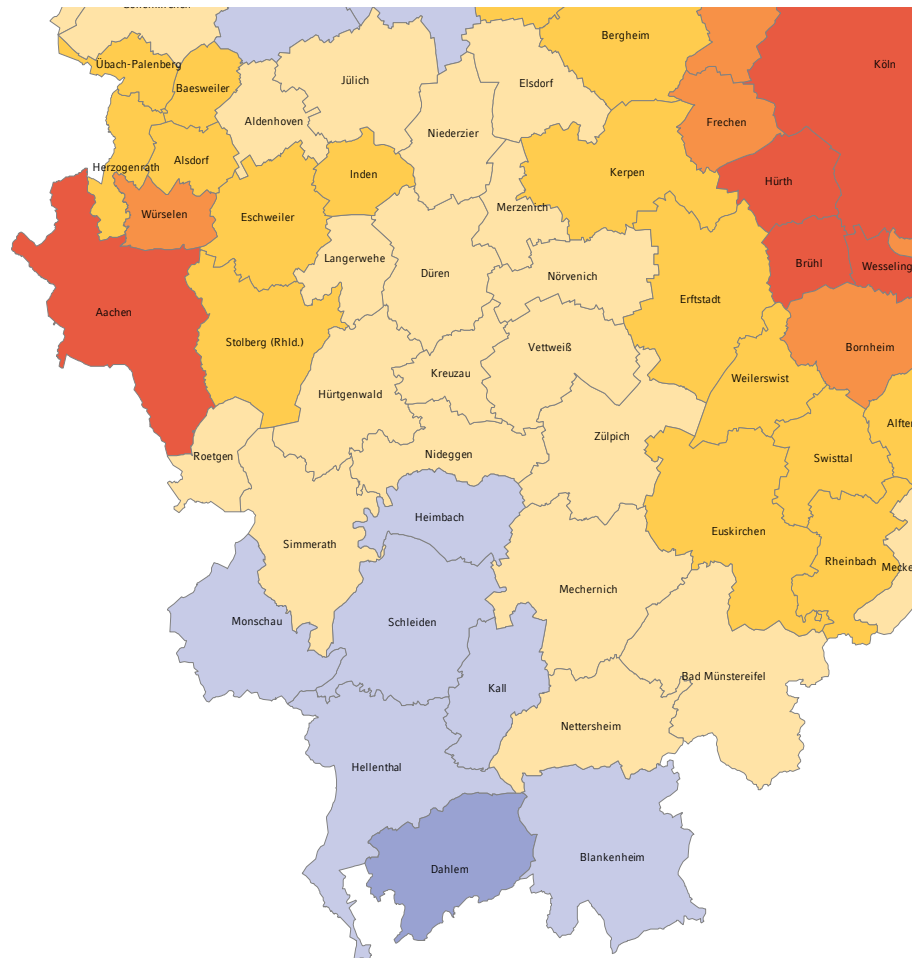 Bergheim
Köln
Übach-Palenberg
Jülich
Elsdorf
Baesweiler
Aldenhoven
Frechen
Niederzier
Alsdorf
Herzogenrath
Inden
Kerpen
Hürth
Merzenich
Würselen
Eschweiler
Langerwehe
Düren
Nörvenich
Brühl
Wesseling
Erftstadt
Aachen
Stolberg (Rhld.)
Vettweiß
Bornheim
Kreuzau
Weilerswist
Hürtgenwald
Alfter
Zülpich
Roetgen
Nideggen
Swisttal
Heimbach
Euskirchen
Simmerath
Rheinbach
Mecke
Mechernich
Monschau
Schleiden
Bad Münstereifel
Kall
Nettersheim
Hellenthal
Blankenheim
Dahlem